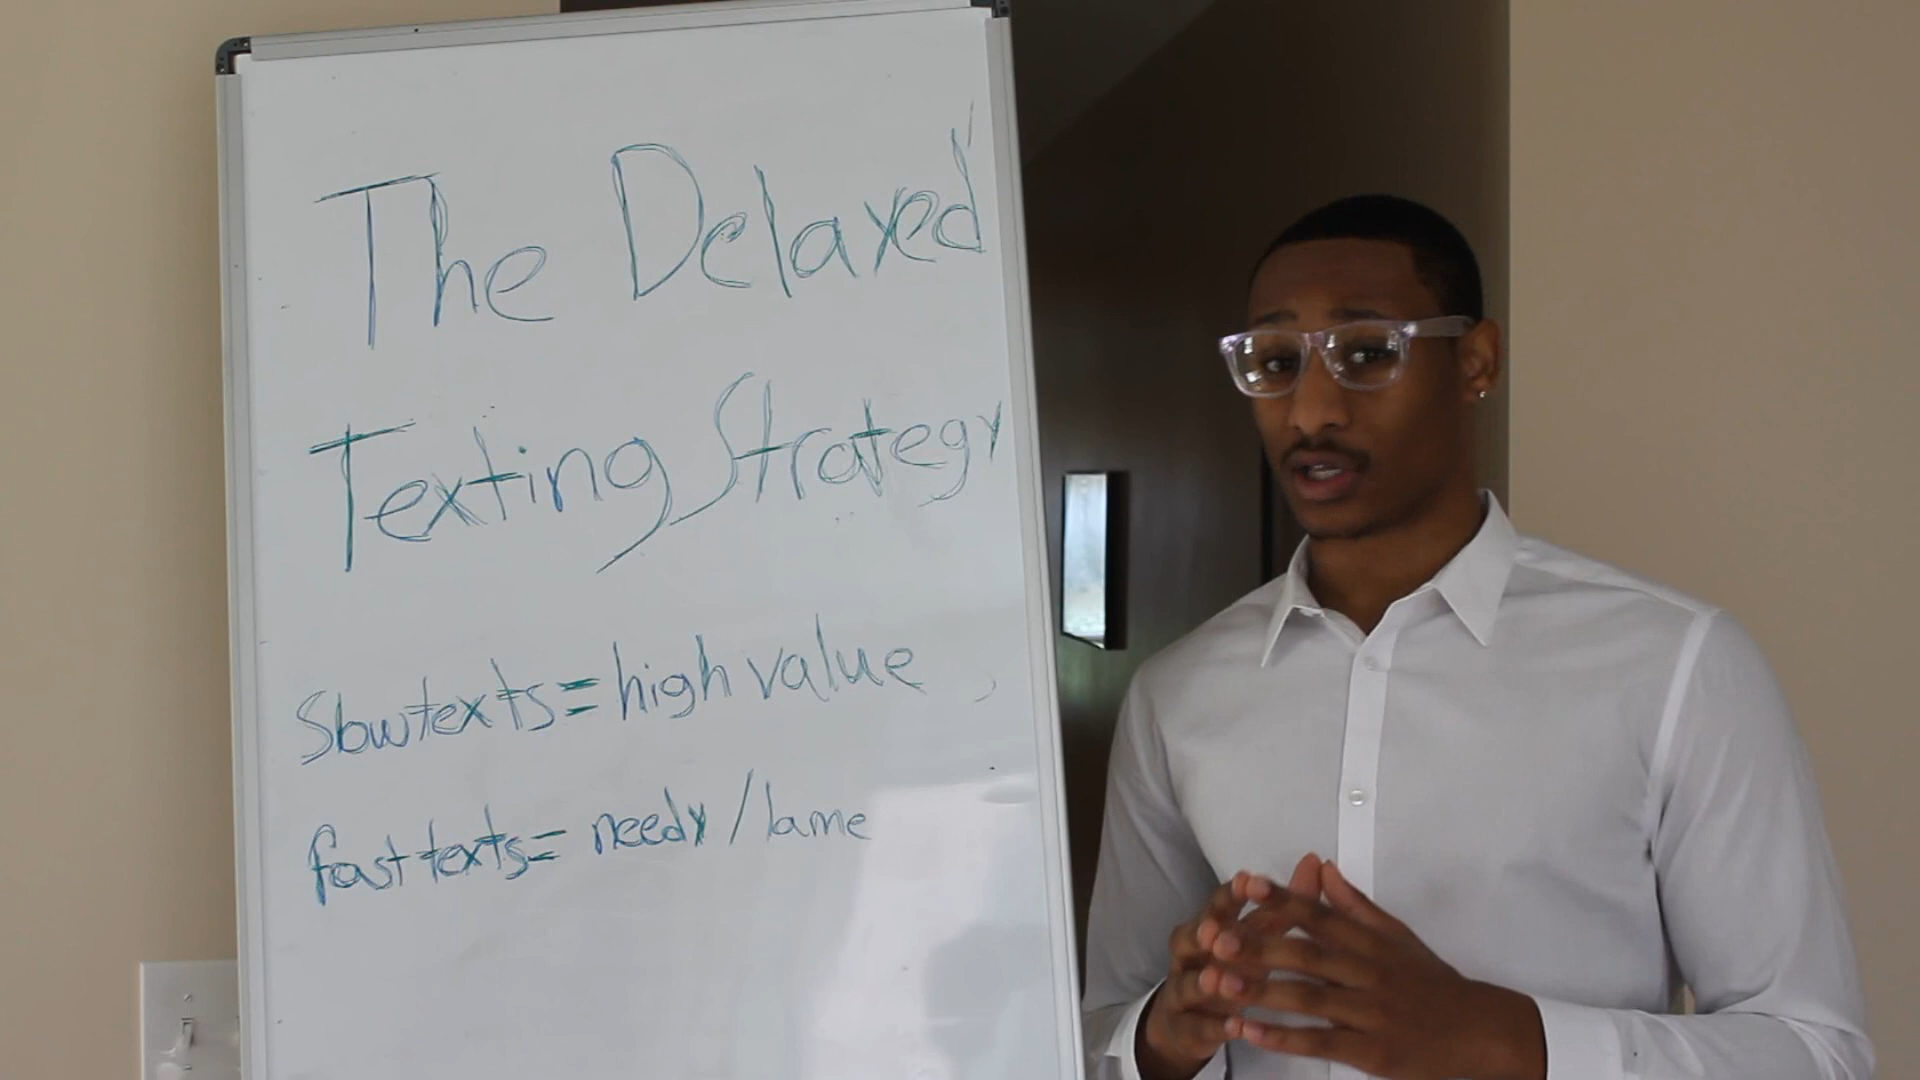 The Delayed
Texting Strategy
Slow texts = high value
fast texts = needy / lame